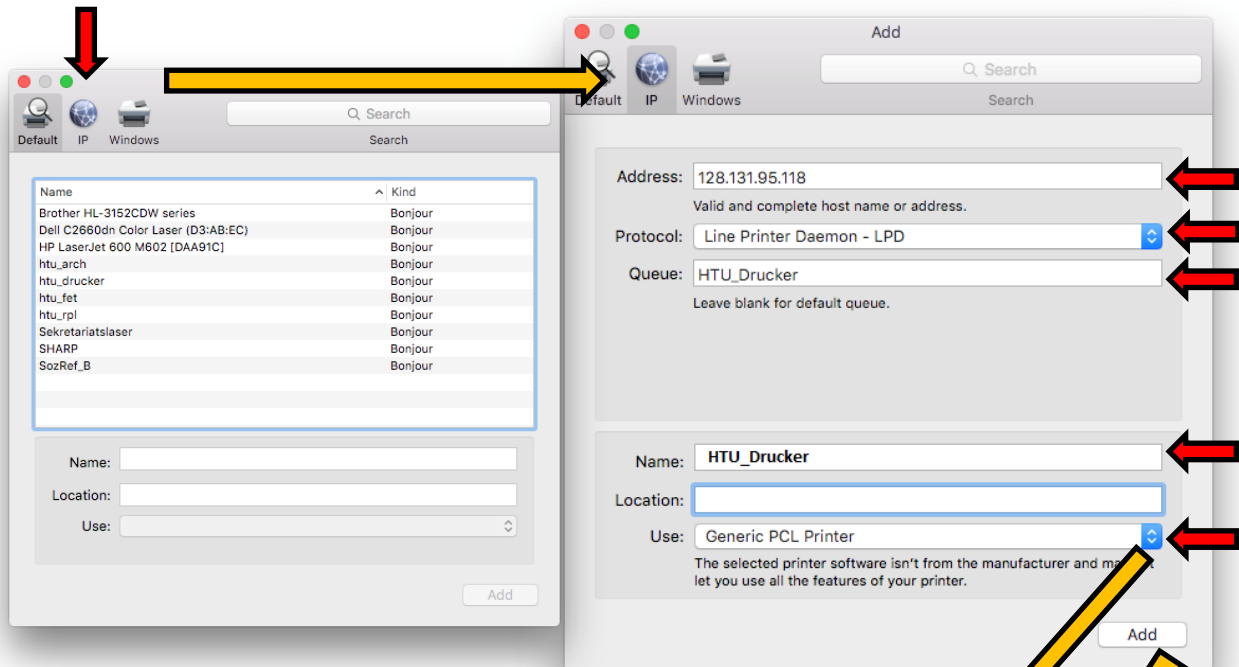 Default IP Windows
Search
Search
Name Kind
Brother HL-3152CDW series Bonjour
Dell C2660dn Color Laser (D3:AB:EC) Bonjour
HP LaserJet 600 M602 [DAA91C] Bonjour
htu_arch Bonjour
htu_drucker Bonjour
htu_fet Bonjour
htu_rpl Bonjour
Sekretariatslaser Bonjour
SHARP Bonjour
SozRef_B Bonjour
Name:
Location:
Use:
Add
Add
Search
Default IP Windows Search
Address: 128.131.95.118
Valid and complete host name or address.
Protocol: Line Printer Daemon - LPD
Queue: HTU_Drucker
Leave blank for default queue.
Name: HTU_Drucker
Location:
Use: Generic PCL Printer
The selected printer software isn't from the manufacturer and
let you use all the features of your printer.
Add